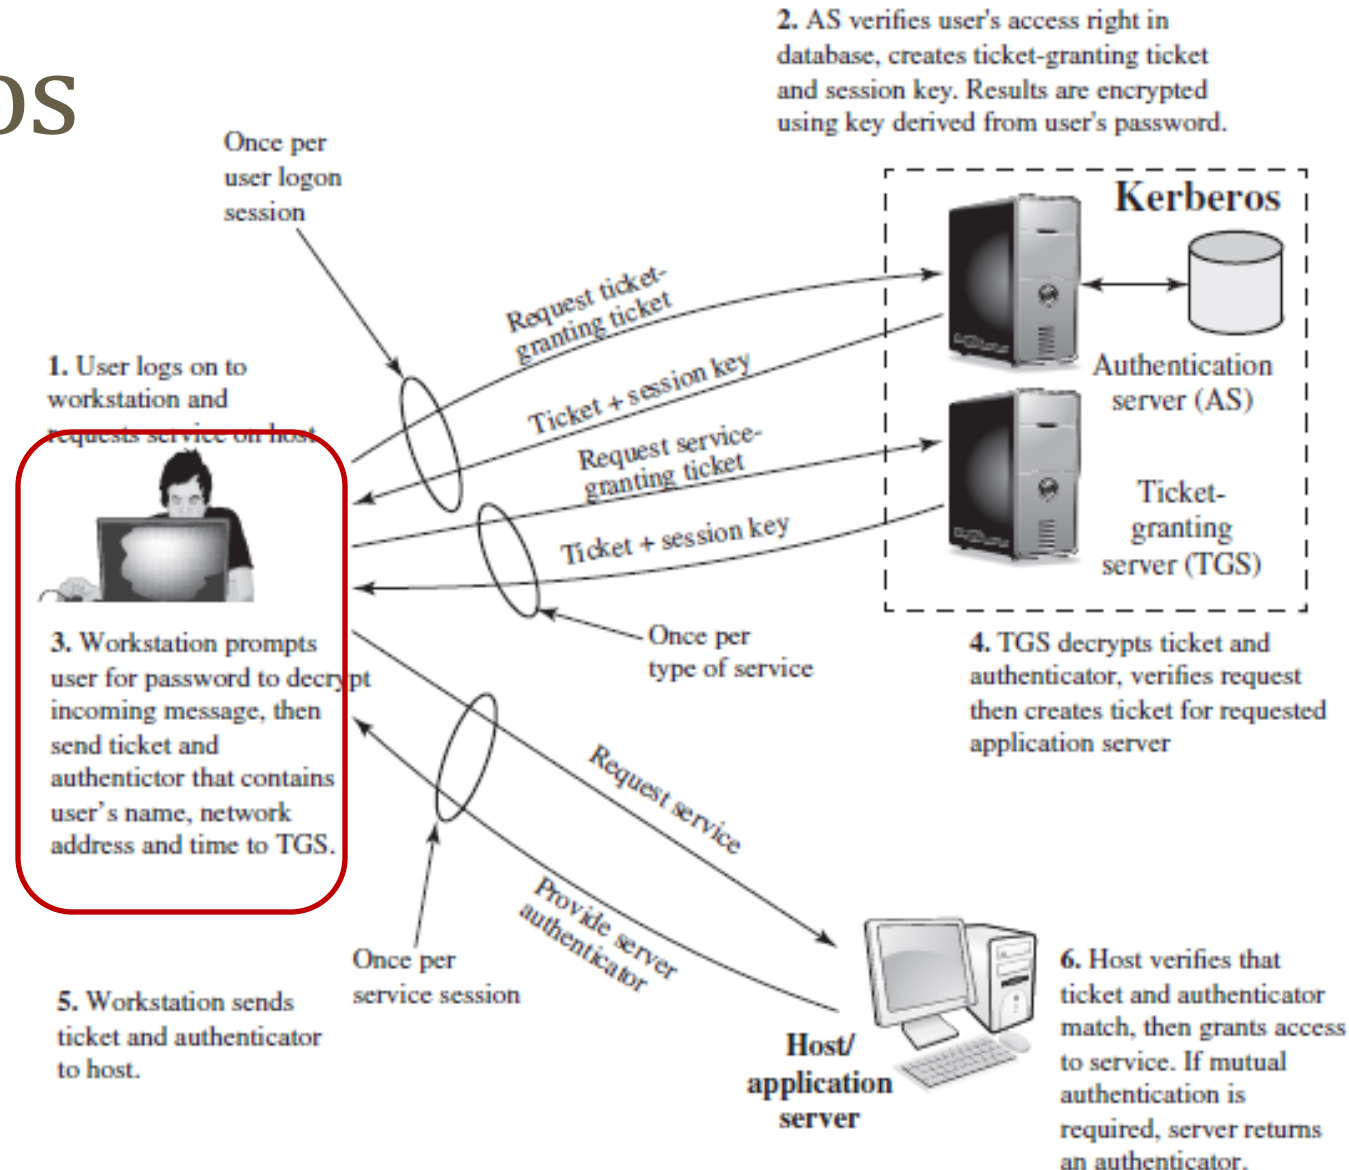 os
2. AS verifies user's access right in
database, creates ticket-granting ticket
and session key. Results are encrypted
using key derived from user's password.
Once per
user logon
session
Kerberos
Request ticket-
granting ticket
1. User logs on to
workstation and
requests service on host
Ticket + session key
Authentication
server (AS)
Request service-
granting ticket
Ticket + session key
Ticket-
granting
server (TGS)
Once per
type of service
3. Workstation prompts
user for password to decrypt
incoming message, then
send ticket and
authentictor that contains
user's name, network
address and time to TGS.
4. TGS decrypts ticket and
authenticator, verifies request
then creates ticket for requested
application server
Request service
Provide server
authenticator
Once per
service session
5. Workstation sends
ticket and authenticator
to host.
Host/
application
server
6. Host verifies that
ticket and authenticator
match, then grants access
to service. If mutual
authentication is
required, server returns
an authenticator.